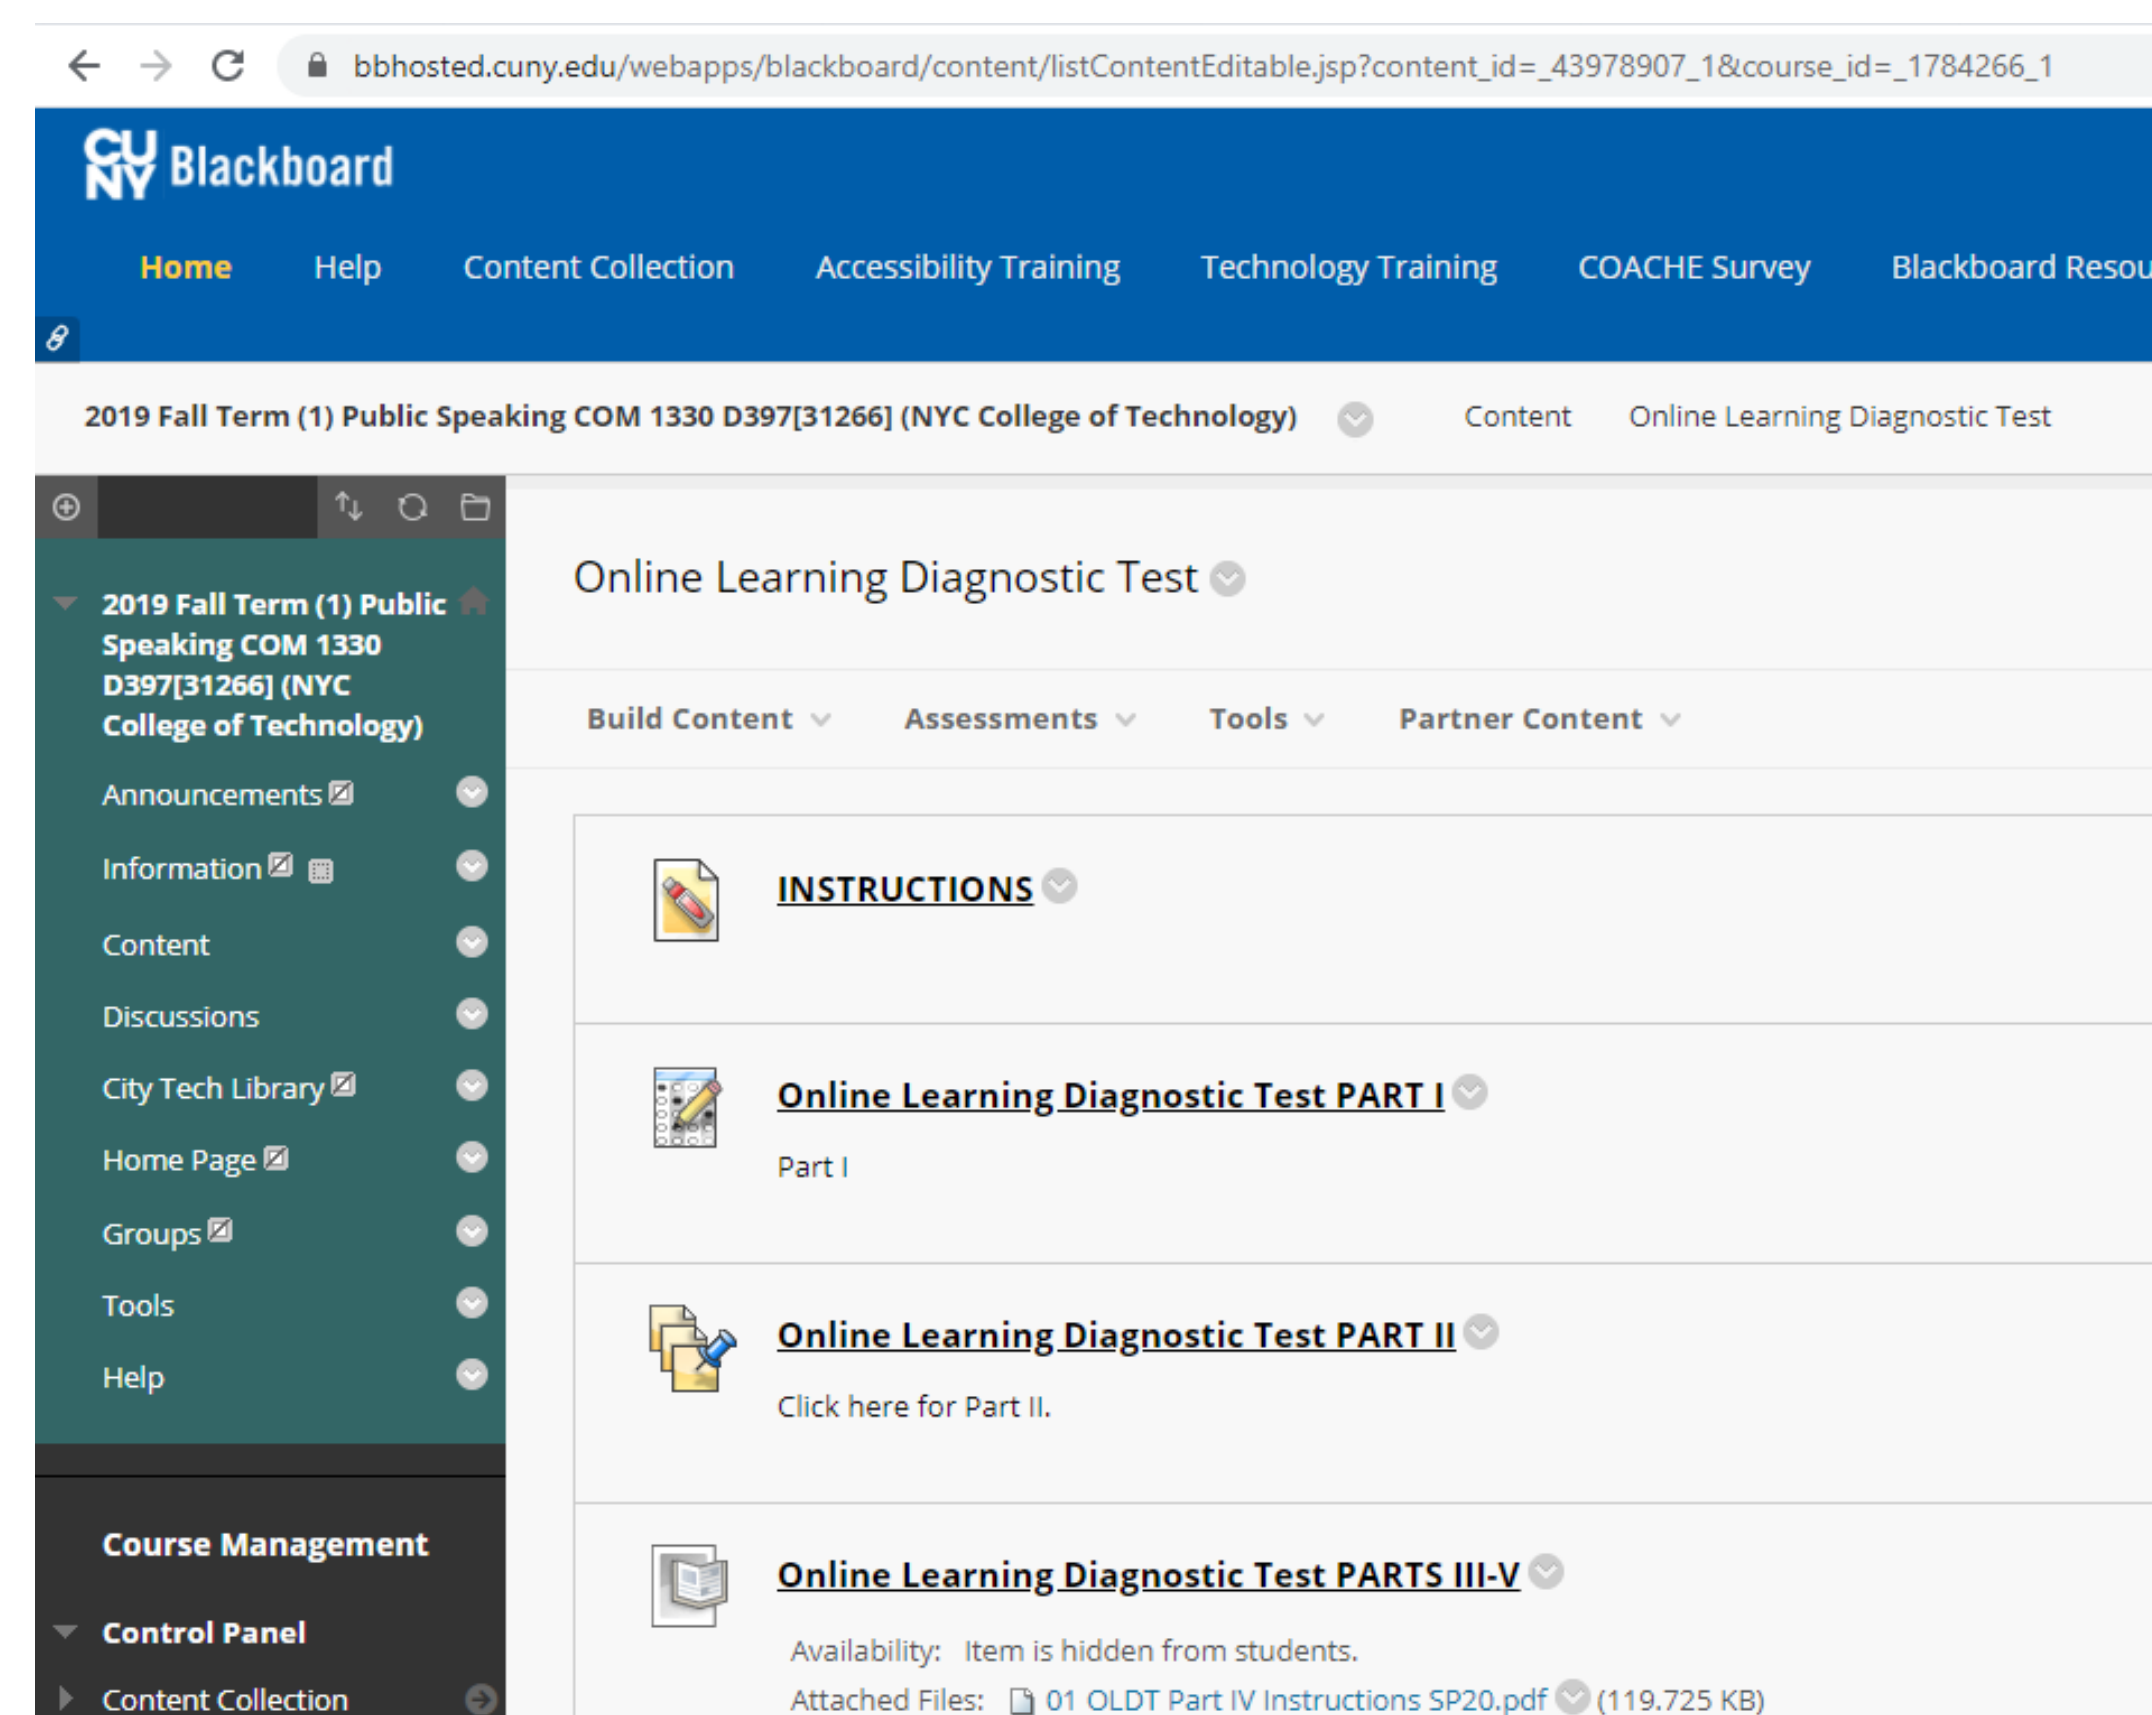 bbhosted.cuny.edu/webapps/blackboard/content/listContentEditable.jsp?content_id=_43978907_1&course_id=_1784266_1
CUNY Blackboard
Home Help Content Collection Accessibility Training Technology Training COACHE Survey Blackboard Resou
2019 Fall Term (1) Public Speaking COM 1330 D397[31266] (NYC College of Technology) Content Online Learning Diagnostic Test
2019 Fall Term (1) Public
Speaking COM 1330
D397[31266] (NYC
College of Technology)
Announcements
Information
Content
Discussions
City Tech Library
Home Page
Groups
Tools
Help
Course Management
Control Panel
Content Collection
Online Learning Diagnostic Test
Build Content Assessments Tools Partner Content
INSTRUCTIONS
Online Learning Diagnostic Test PART I
Part I
Online Learning Diagnostic Test PART II
Click here for Part II.
Online Learning Diagnostic Test PARTS III-V
Availability: Item is hidden from students.
Attached Files: 01 OLDT Part IV Instructions SP20.pdf (119.725 KB)